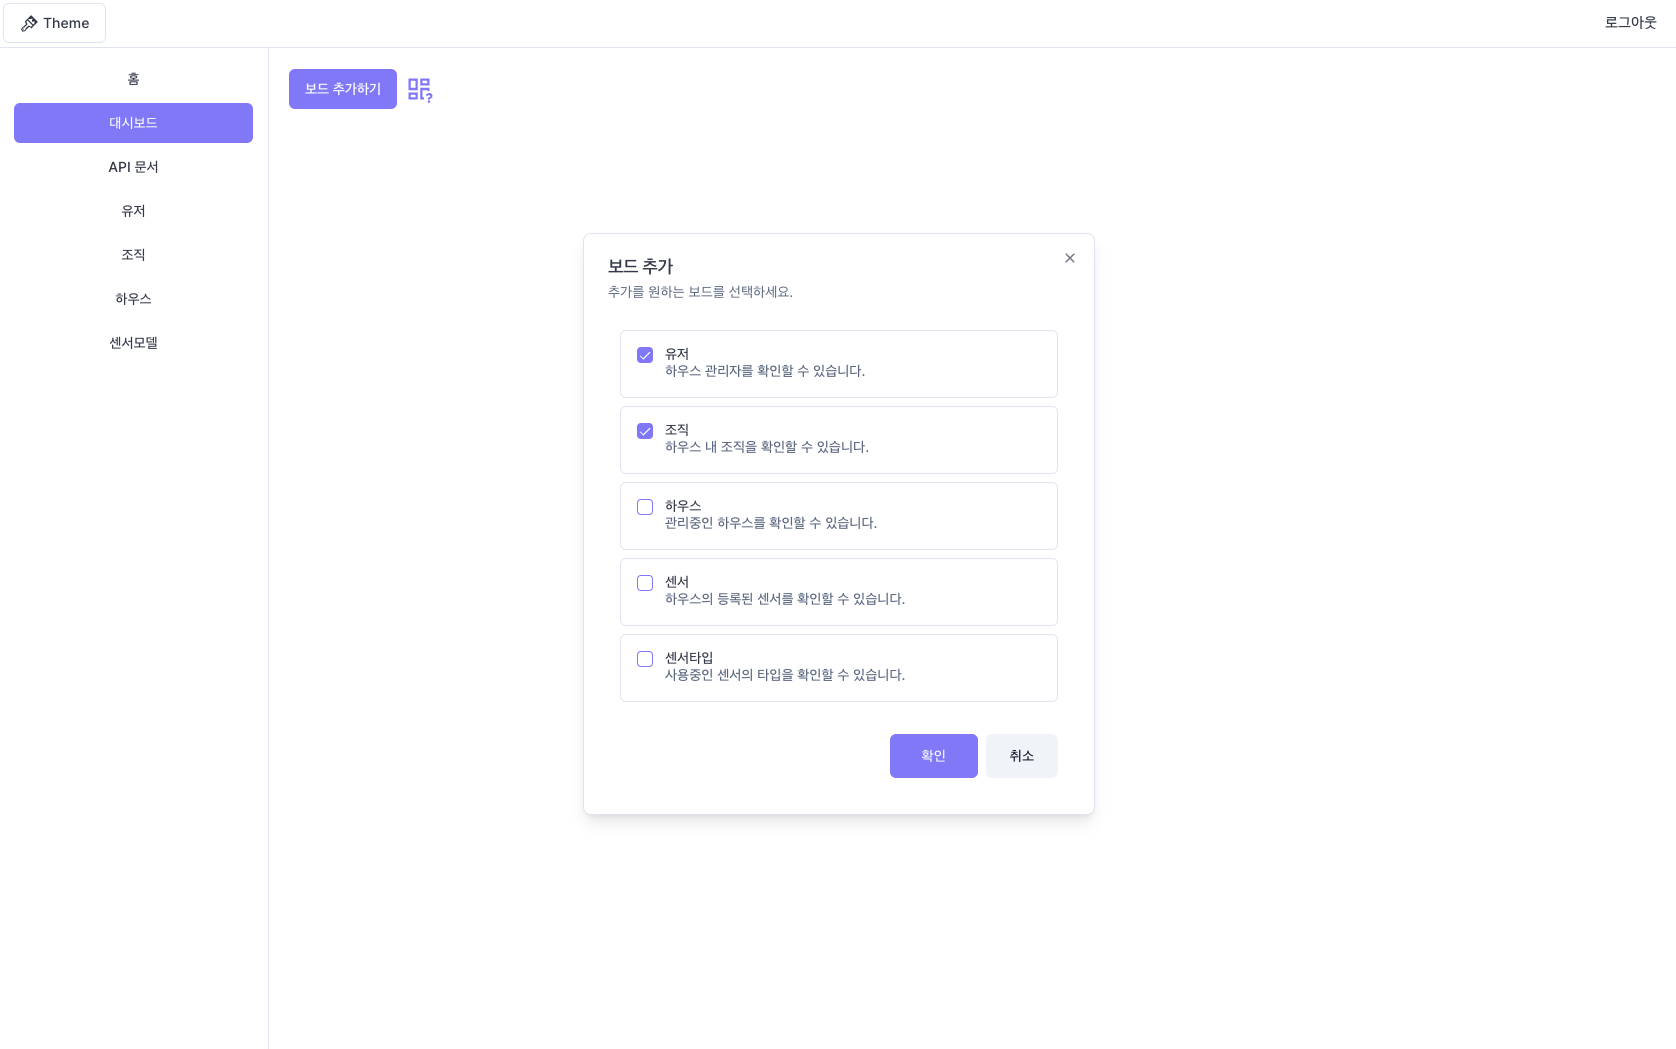 Theme
로그아웃
홈
대시보드
API 문서
유저
조직
하우스
센서모델
보드 추가하기
보드 추가
추가를 원하는 보드를 선택하세요.
유저
하우스 관리자를 확인할 수 있습니다.
조직
하우스 내 조직을 확인할 수 있습니다.
하우스
관리중인 하우스를 확인할 수 있습니다.
센서
하우스의 등록된 센서를 확인할 수 있습니다.
센서타입
사용중인 센서의 타입을 확인할 수 있습니다.
확인
취소